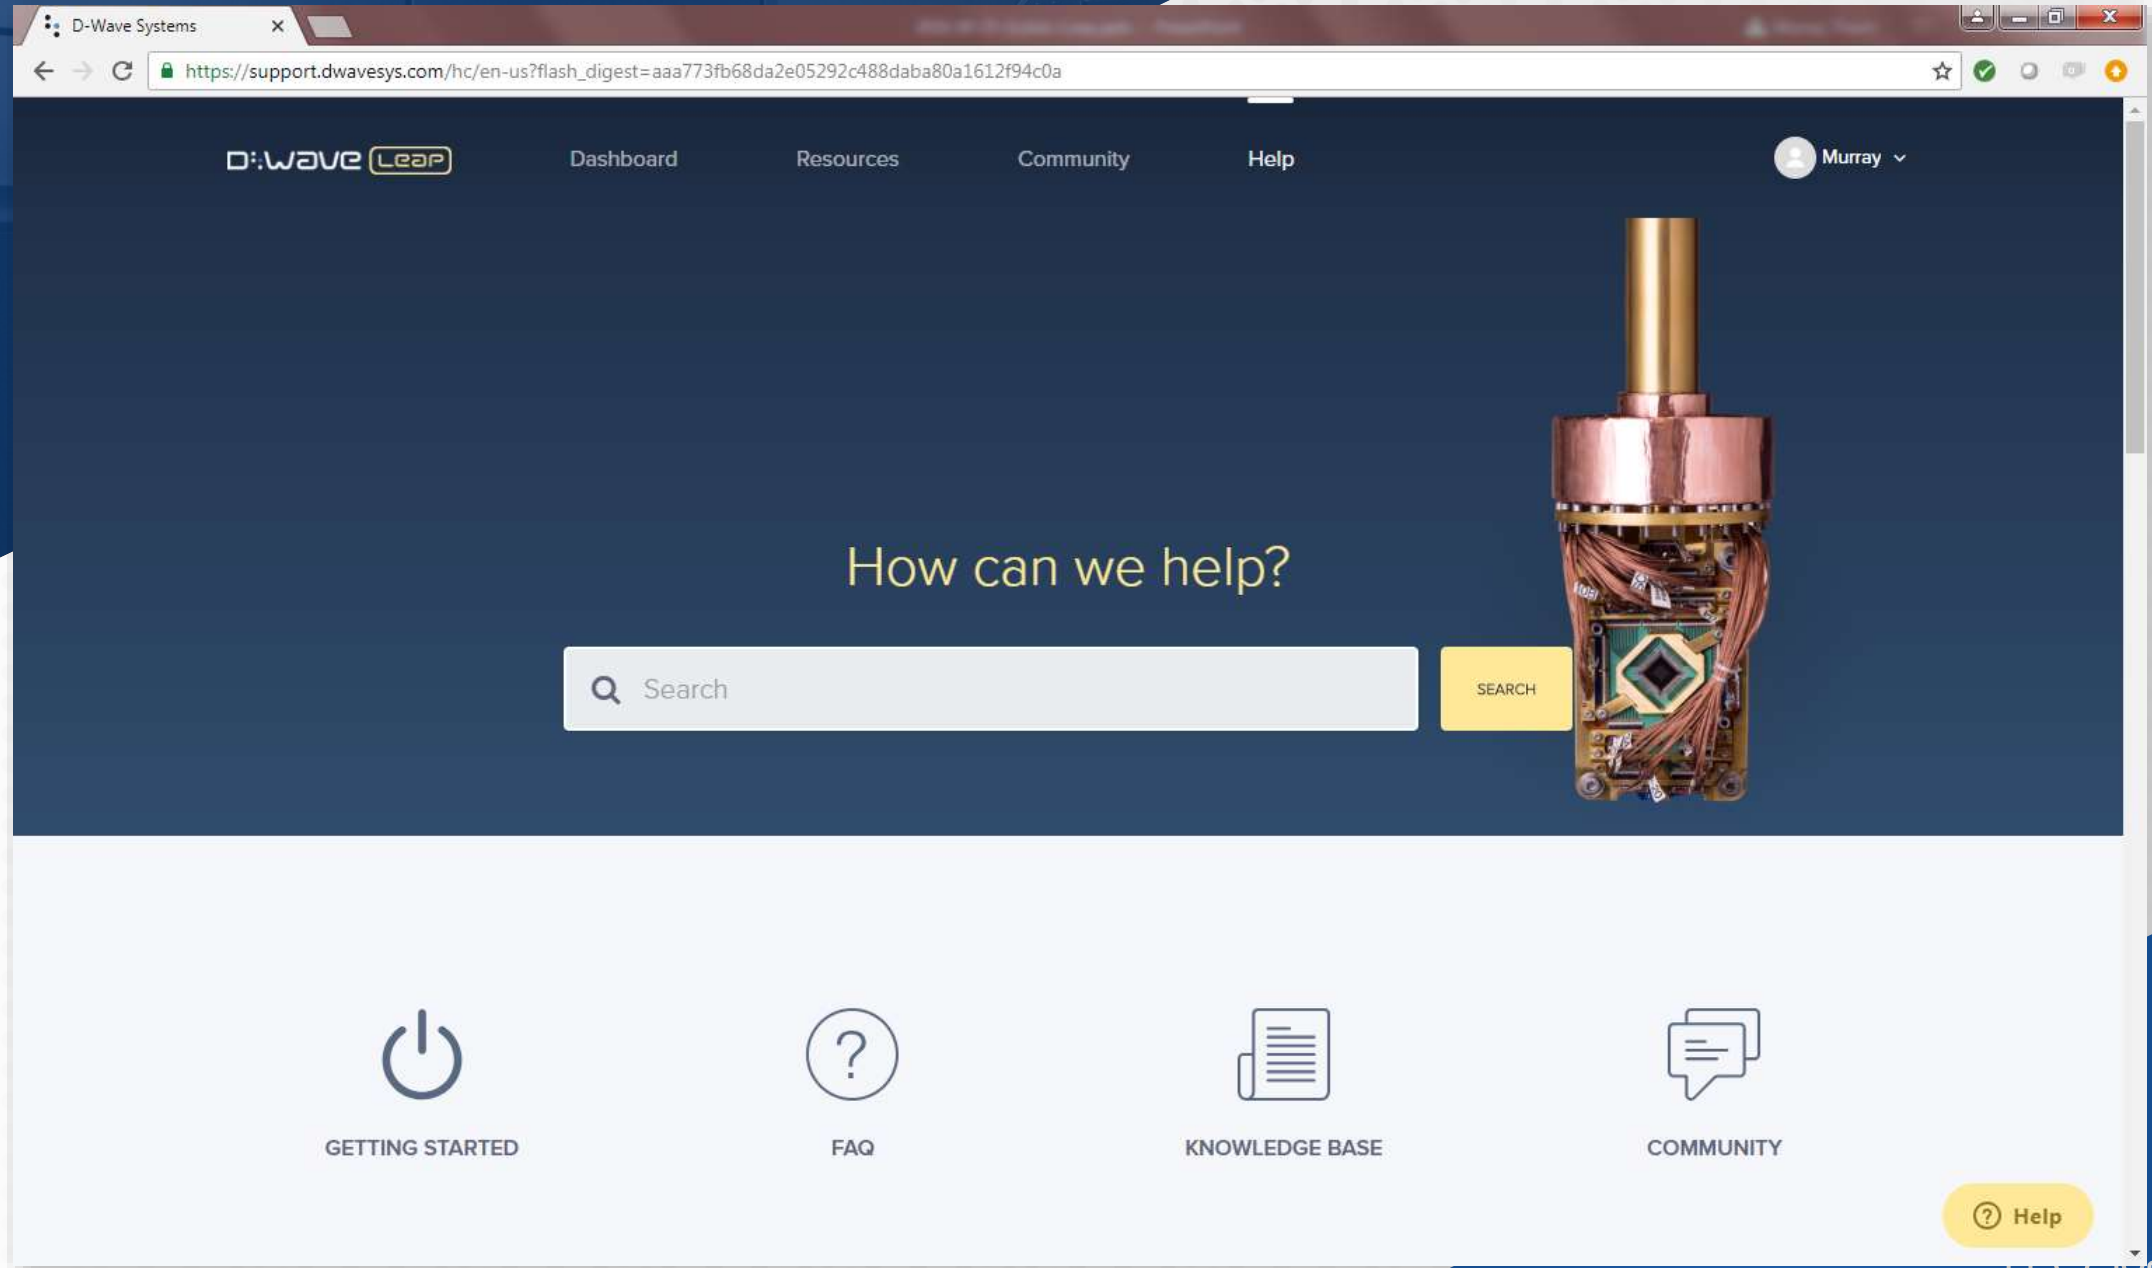 D-Wave Systems
https://support.dwavesys.com/hc/en-us?flash_digest=aaa773fb68da2e05292c488daba80a1612f94c0a
D:wave Leap
Dashboard
Resources
Community
Help
Murray
How can we help?
Search
SEARCH
GETTING STARTED
FAQ
KNOWLEDGE BASE
COMMUNITY
Help